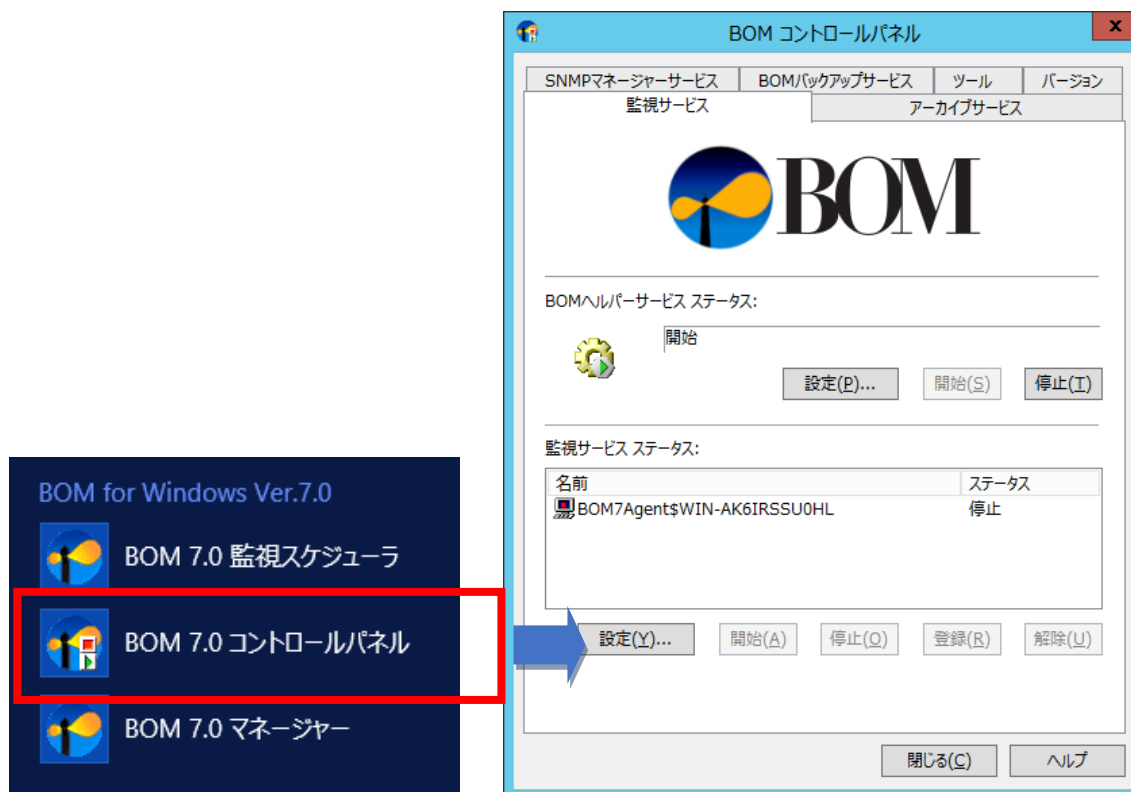 BOM コントロールパネル
x
SNMPマネージャーサービス
BOMバックアップサービス
ツール
バージョン
監視サービス
アーカイブサービス
BOM
BOMヘルパーサービス ステータス:
開始
設定(P)...
開始(S)
停止(T)
監視サービス ステータス:
名前
ステータス
BOM7Agent$WIN-AK6IRSSU0HL
停止
設定(Y)...
開始(A)
停止(O)
登録(R)
解除(U)
閉じる(C)
ヘルプ
BOM for Windows Ver.7.0
BOM 7.0 監視スケジューラ
BOM 7.0 コントロールパネル
BOM 7.0 マネージャー